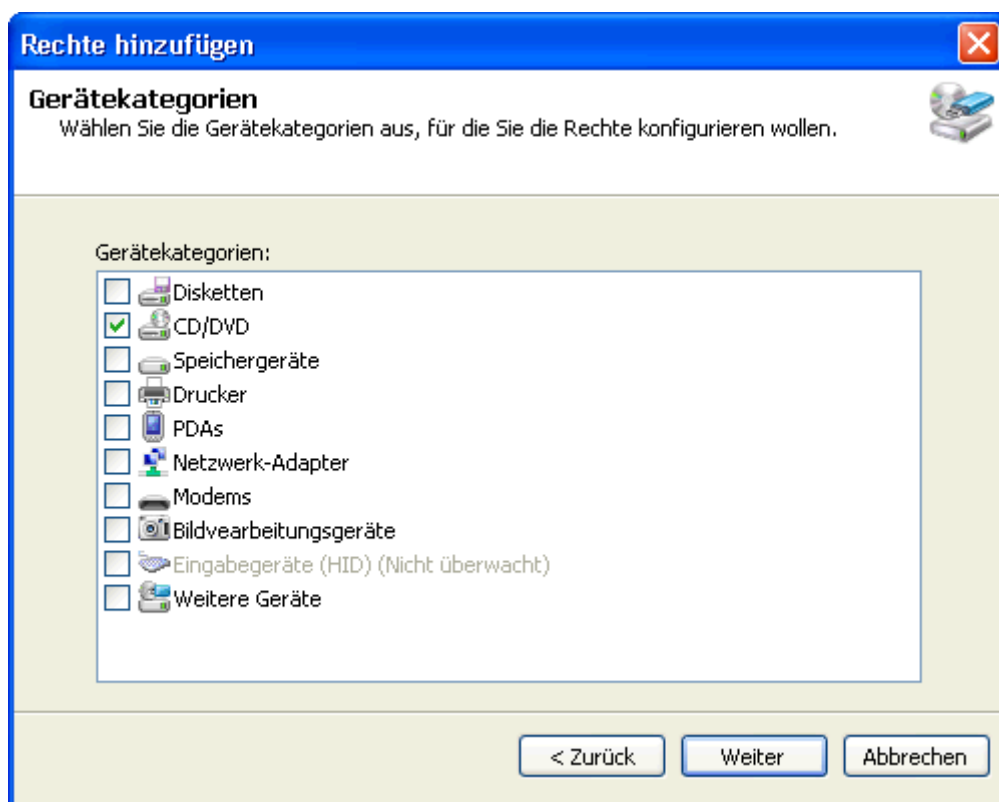 Rechte hinzufügen
Gerätekategorien
Wählen Sie die Gerätekategorien aus, für die Sie die Rechte konfigurieren wollen.
Gerätekategorien:
Disketten
CD/DVD
Speichergeräte
Drucker
PDAs
Netzwerk-Adapter
Modems
Bildvearbeitungsgeräte
Eingabegeräte (HID) (Nicht überwacht)
Weitere Geräte
< Zurück
Weiter
Abbrechen